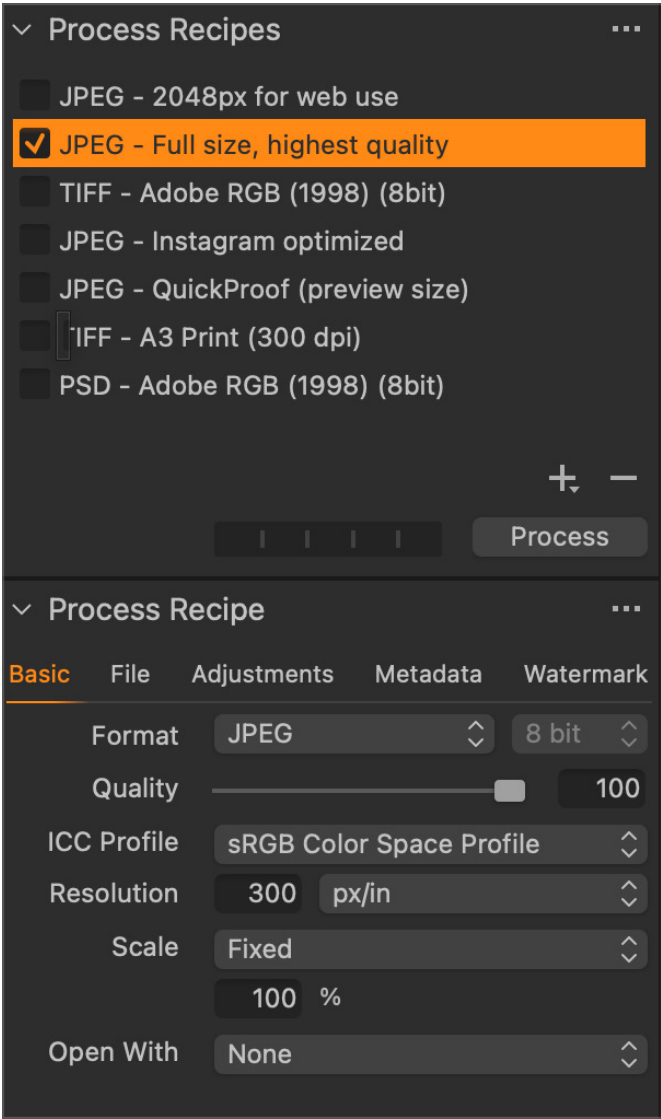 Process Recipes
JPEG - 2048px for web use
JPEG - Full size, highest quality
TIFF - Adobe RGB (1998) (8bit)
JPEG - Instagram optimized
JPEG - QuickProof (preview size)
TIFF - A3 Print (300 dpi)
PSD - Adobe RGB (1998) (8bit)
Process
Process Recipe
Basic File Adjustments Metadata Watermark
Format JPEG 8 bit
Quality 100
ICC Profile sRGB Color Space Profile
Resolution 300 px/in
Scale Fixed
100 %
Open With None